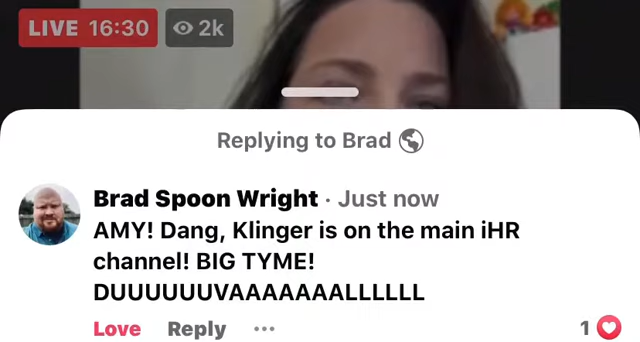 LIVE 16:30 2k
Replying to Brad
Brad Spoon Wright · Just now
AMY! Dang, Klinger is on the main iHR
channel! BIG TYME!
DUUUUUUVAAAAAAALLLLLL
Love Reply ··· 1